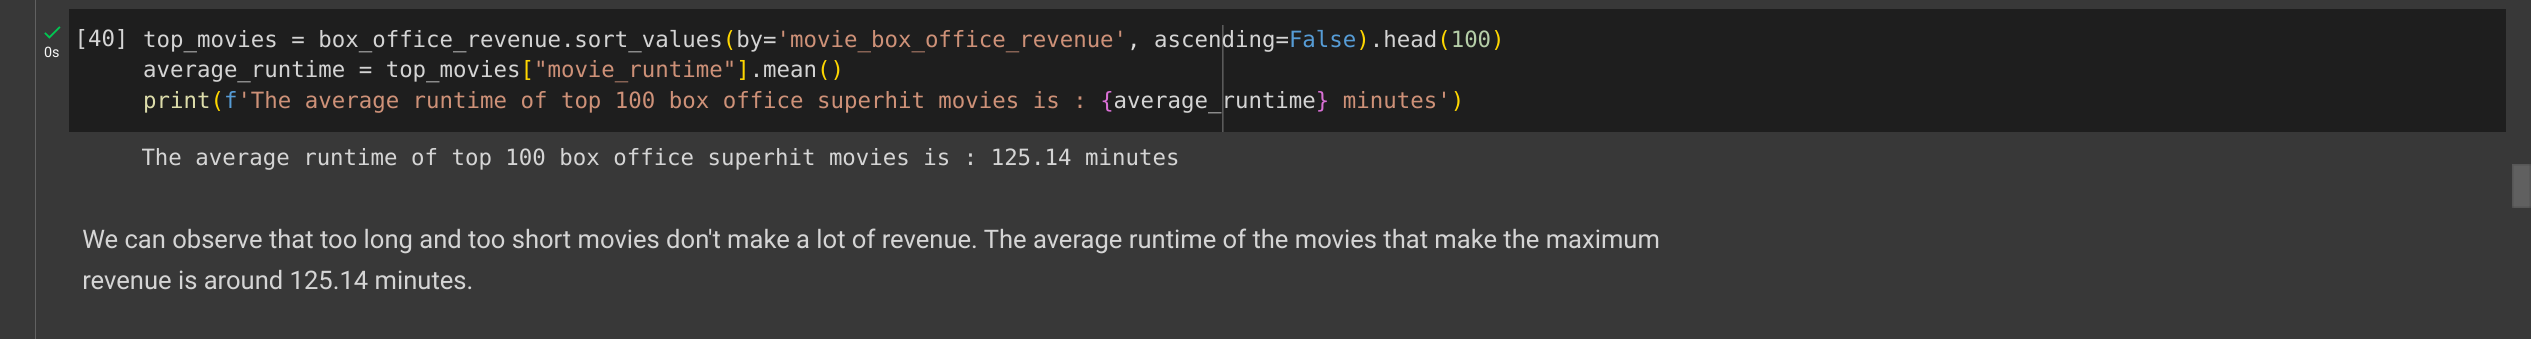 0s
[40] top_movies = box_office_revenue.sort_values(by='movie_box_office_revenue', ascending=False).head(100)
average_runtime = top_movies["movie_runtime"].mean()
print(f'The average runtime of top 100 box office superhit movies is : {average_runtime} minutes')
The average runtime of top 100 box office superhit movies is : 125.14 minutes
We can observe that too long and too short movies don't make a lot of revenue. The average runtime of the movies that make the maximum
revenue is around 125.14 minutes.